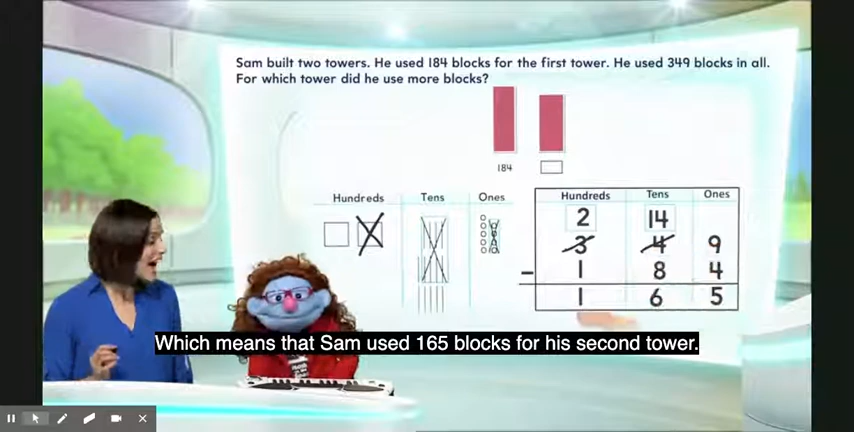 Sam built two towers. He used 184 blocks for the first tower. He used 349 blocks in all.
For which tower did he use more blocks?
184
Hundreds Tens Ones
Hundreds Tens Ones
2 14
3 4 9
- 1 8 4
1 6 5
Which means that Sam used 165 blocks for his second tower.